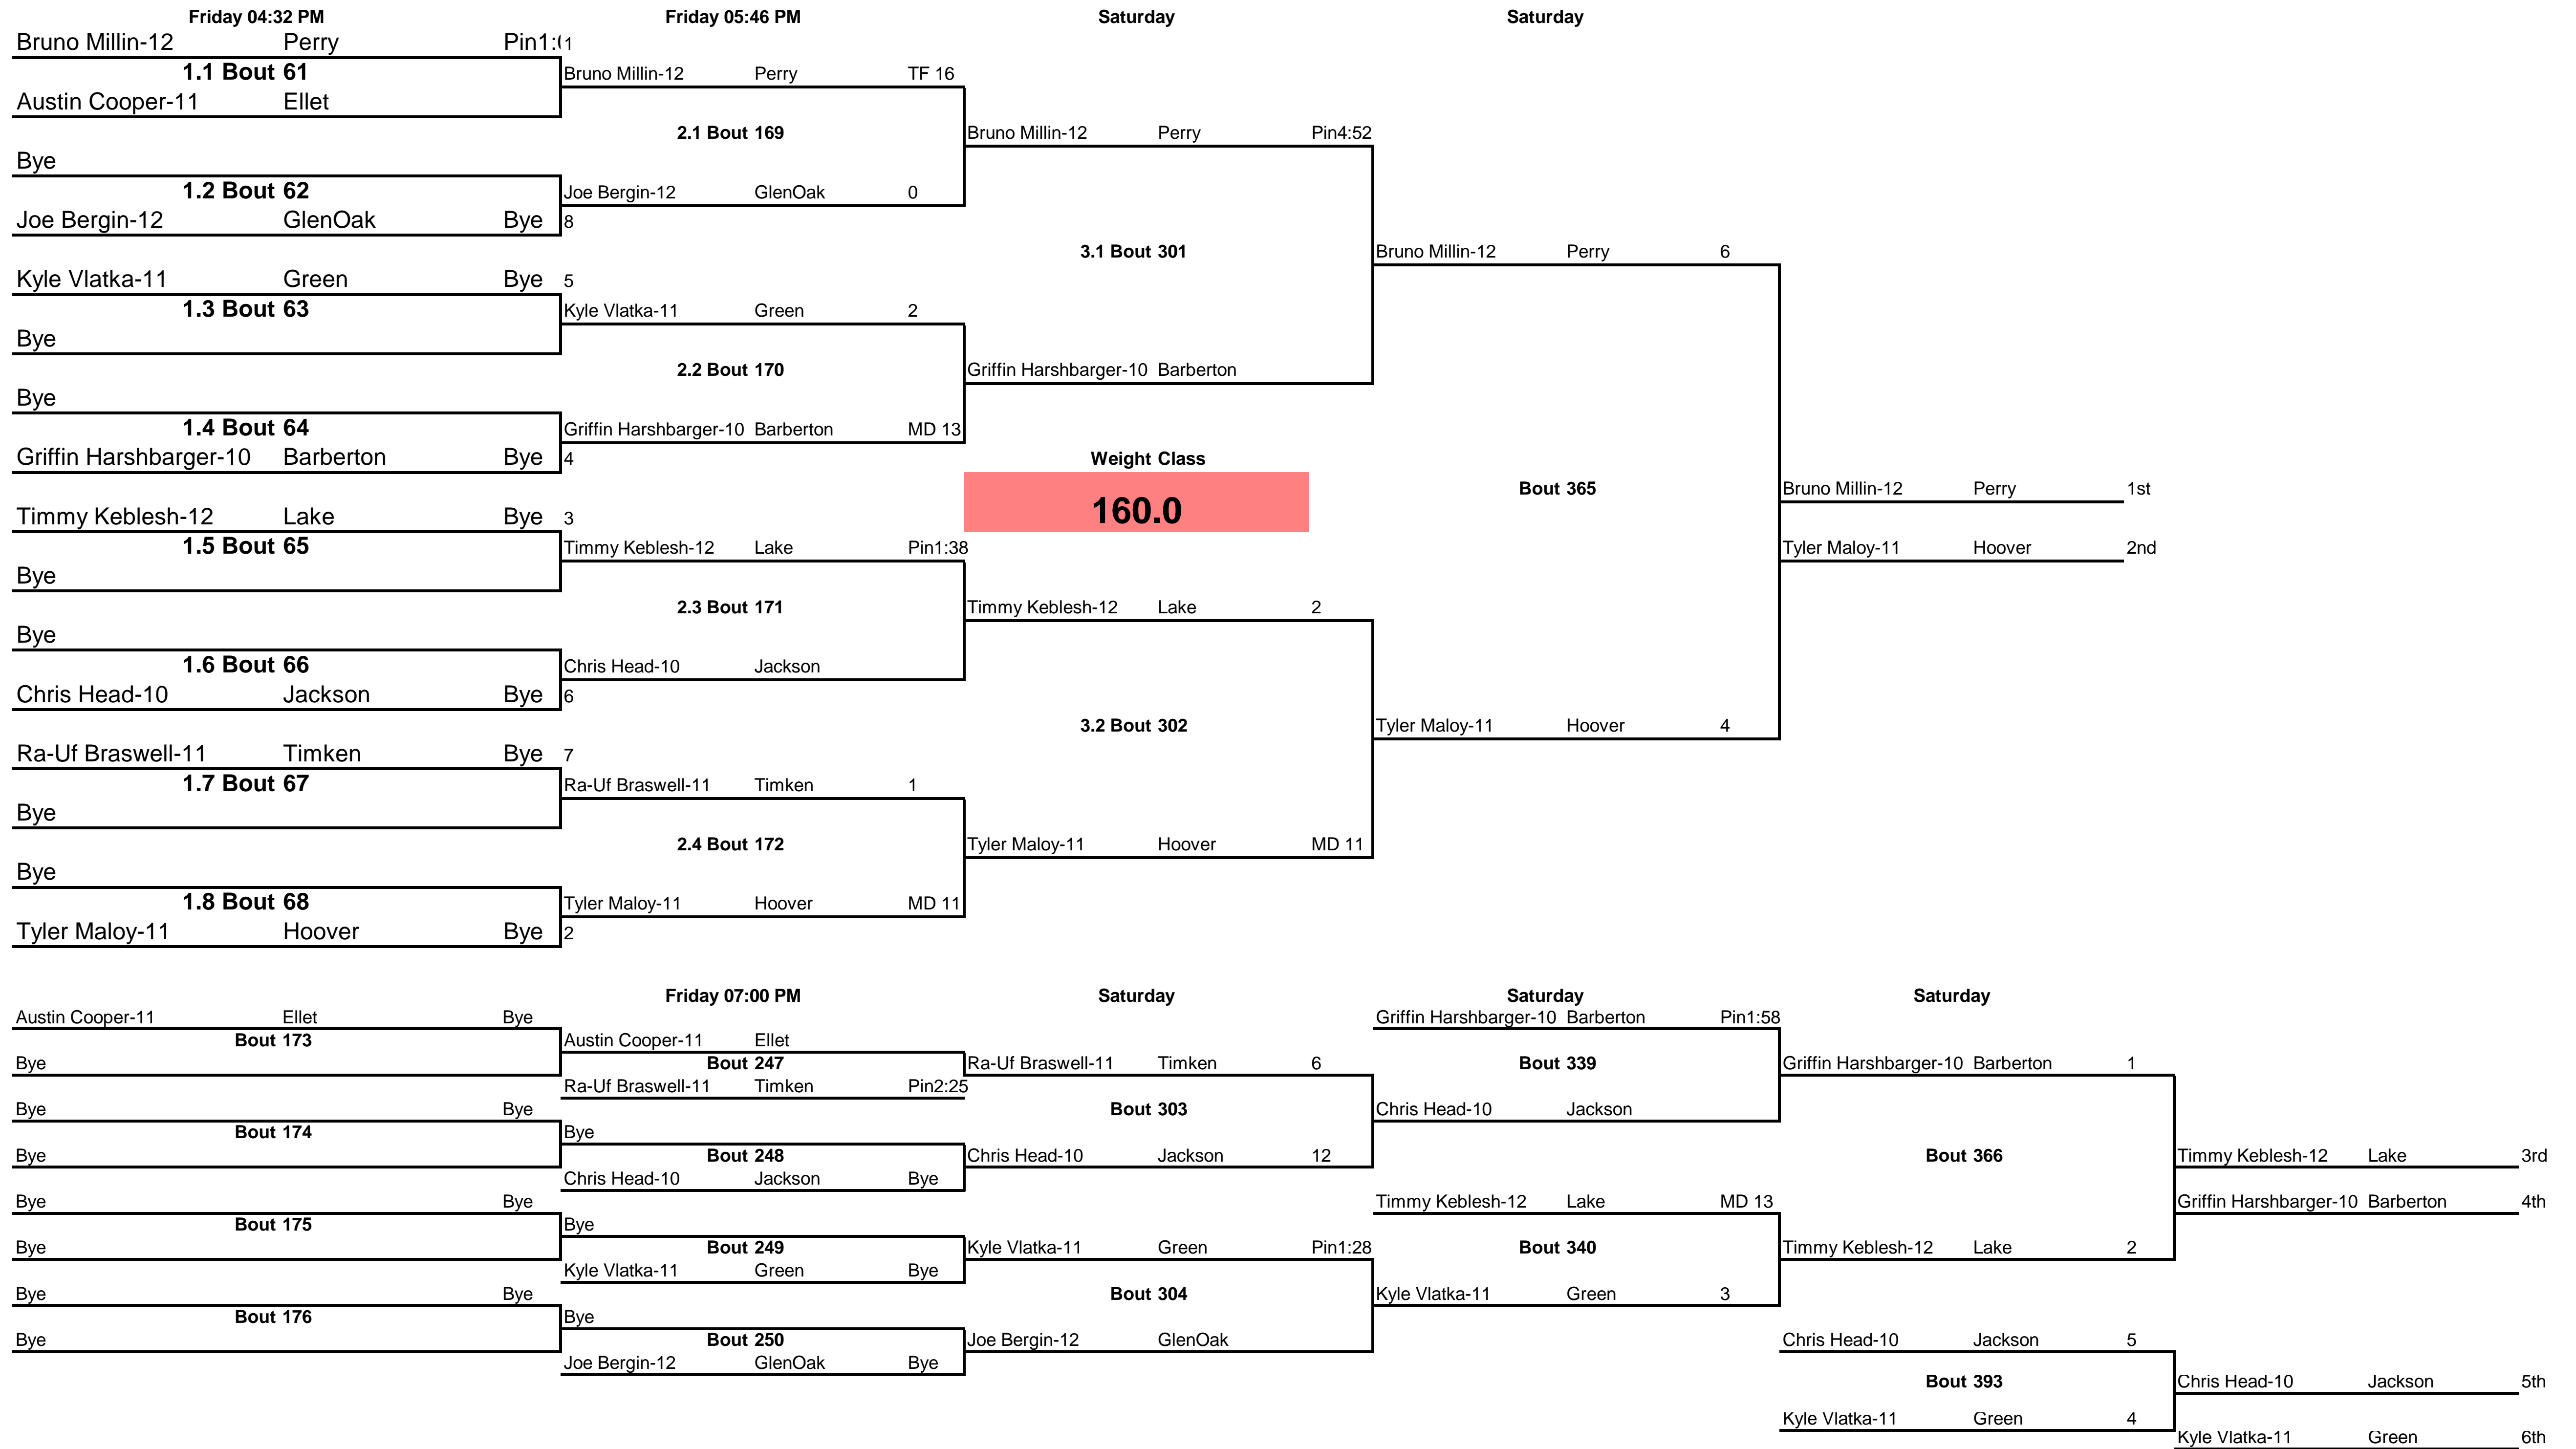 Friday 04:32 PM Friday 05:46 PM Saturday Saturday
Bruno Millin-12 Perry Pin1:( 1
1.1 Bout 61
Bruno Millin-12 Perry TF 16
Austin Cooper-11 Ellet
2.1 Bout 169
Bruno Millin-12 Perry Pin4:52
Bye
1.2 Bout 62
Joe Bergin-12 GlenOak 0
Joe Bergin-12 GlenOak Bye 8
3.1 Bout 301
Bruno Millin-12 Perry 6
Kyle Vlatka-11 Green Bye 5
1.3 Bout 63
Kyle Vlatka-11 Green 2
Bye
2.2 Bout 170
Griffin Harshbarger-10 Barberton
Bye
1.4 Bout 64
Griffin Harshbarger-10 Barberton MD 13
Griffin Harshbarger-10 Barberton Bye 4
Weight Class
160.0
Bout 365
Bruno Millin-12 Perry 1st
Timmy Keblesh-12 Lake Bye 3
1.5 Bout 65
Timmy Keblesh-12 Lake Pin1:38
Tyler Maloy-11 Hoover 2nd
Bye
2.3 Bout 171
Timmy Keblesh-12 Lake 2
Bye
1.6 Bout 66
Chris Head-10 Jackson
Chris Head-10 Jackson Bye 6
3.2 Bout 302
Tyler Maloy-11 Hoover 4
Ra-Uf Braswell-11 Timken Bye 7
1.7 Bout 67
Ra-Uf Braswell-11 Timken 1
Bye
2.4 Bout 172
Tyler Maloy-11 Hoover MD 11
Bye
1.8 Bout 68
Tyler Maloy-11 Hoover MD 11
Tyler Maloy-11 Hoover Bye 2
Friday 07:00 PM Saturday Saturday Saturday
Austin Cooper-11 Ellet Bye
Griffin Harshbarger-10 Barberton Pin1:58
Bout 173
Austin Cooper-11 Ellet
Bye
Bout 247
Ra-Uf Braswell-11 Timken 6
Bout 339
Griffin Harshbarger-10 Barberton 1
Ra-Uf Braswell-11 Timken Pin2:25
Bye Bye
Bout 303
Chris Head-10 Jackson
Bout 174
Bye
Bye
Bout 248
Chris Head-10 Jackson 12
Bout 366
Timmy Keblesh-12 Lake 3rd
Chris Head-10 Jackson Bye
Bye Bye
Timmy Keblesh-12 Lake MD 13
Griffin Harshbarger-10 Barberton 4th
Bout 175
Bye
Bye
Bout 249
Kyle Vlatka-11 Green Pin1:28
Bout 340
Timmy Keblesh-12 Lake 2
Kyle Vlatka-11 Green Bye
Bye Bye
Bout 304
Kyle Vlatka-11 Green 3
Bout 176
Bye
Bye
Bout 250
Joe Bergin-12 GlenOak
Chris Head-10 Jackson 5
Joe Bergin-12 GlenOak Bye
Bout 393
Chris Head-10 Jackson 5th
Kyle Vlatka-11 Green 4
Kyle Vlatka-11 Green 6th